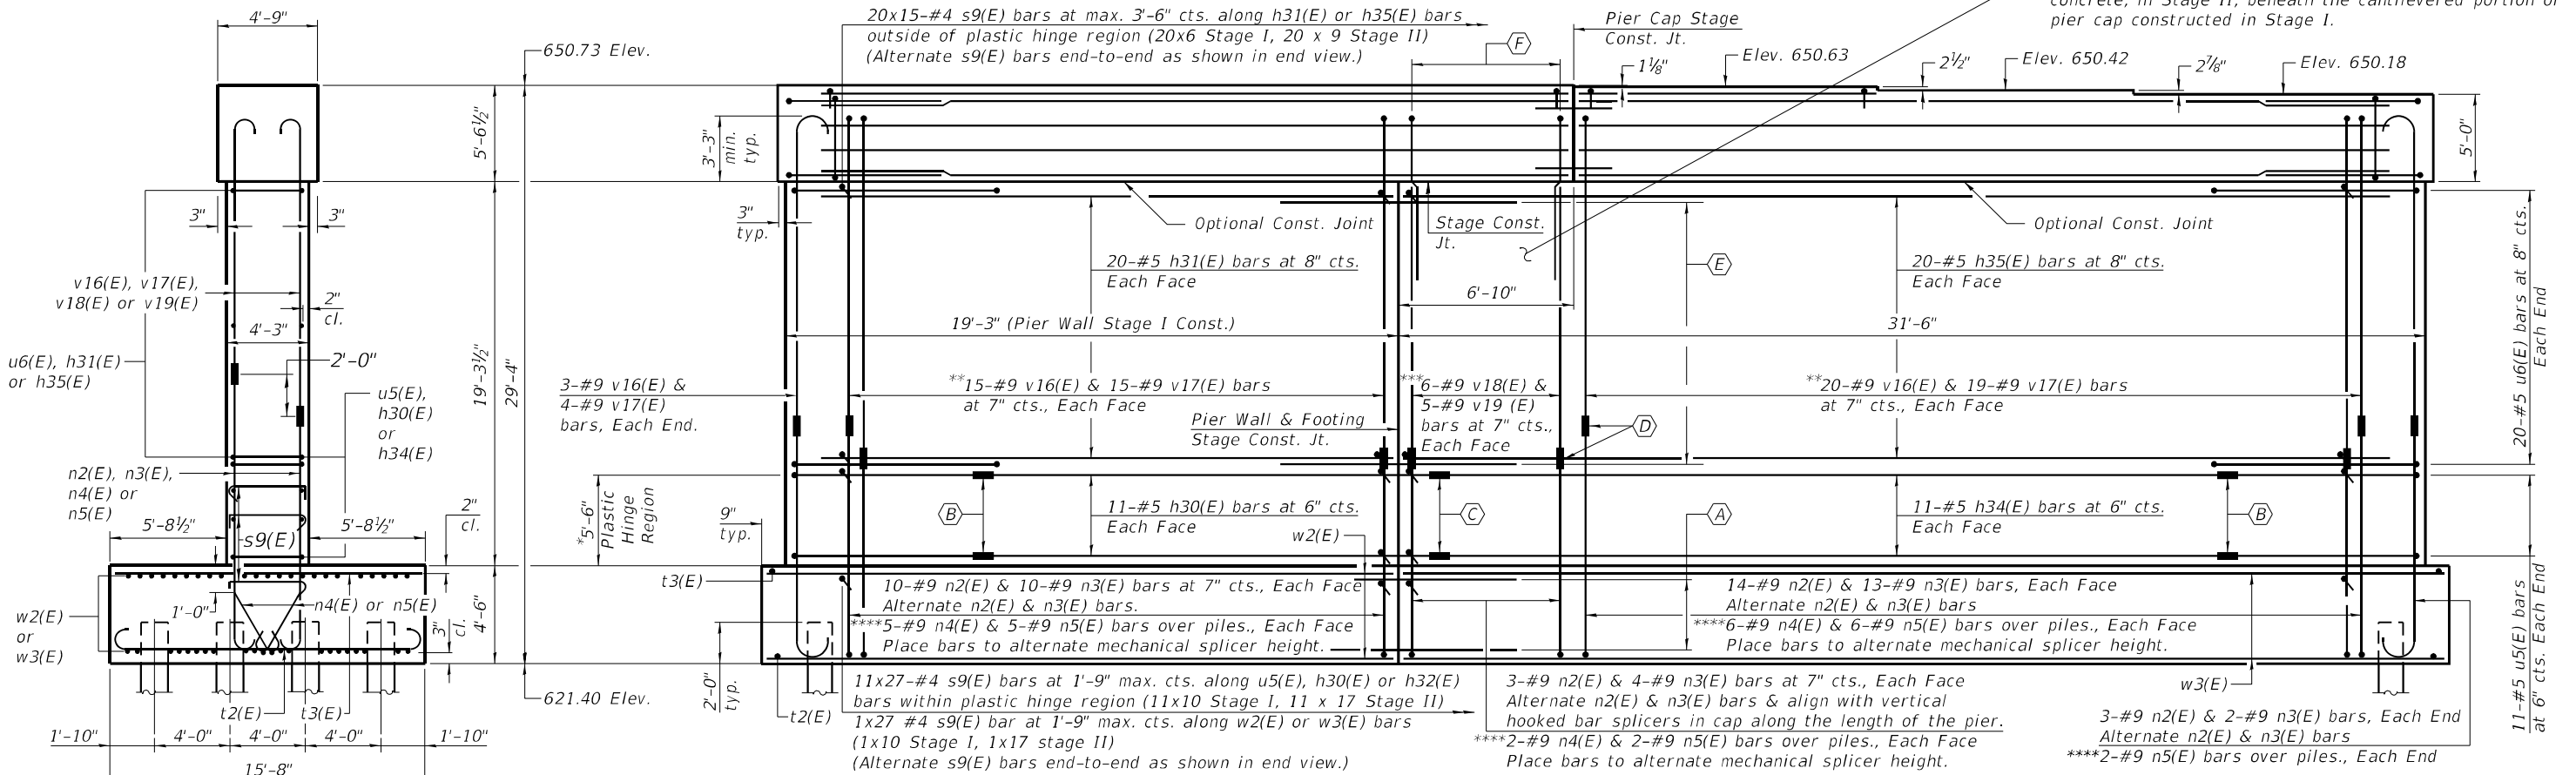 4'-9"
650.73 Elev.
20x15-#4 s9(E) bars at max. 3'-6" cts. along h31(E) or h35(E) bars
outside of plastic hinge region (20x6 Stage I, 20 x 9 Stage II)
(Alternate s9(E) bars end-to-end as shown in end view.)
F
Pier Cap Stage
Const. Jt.
pier cap constructed in Stage I.
1⅛"
Elev. 650.63
2½"
Elev. 650.42
2⅞"
Elev. 650.18
5'-6½"
3'-3"
min.
typ.
5'-0"
3"
3"
3"
typ.
Optional Const. Joint
Stage Const.
Jt.
Optional Const. Joint
v16(E), v17(E),
v18(E) or v19(E)
2"
cl.
4'-3"
20-#5 h31(E) bars at 8" cts.
Each Face
E
20-#5 h35(E) bars at 8" cts.
Each Face
6'-10"
19'-3" (Pier Wall Stage I Const.)
31'-6"
20-#5 u6(E) bars at 8" cts.
Each End
u6(E), h31(E)
or h35(E)
2'-0"
19'-3½"
29'-4"
u5(E),
h30(E)
or
h34(E)
3-#9 v16(E) &
4-#9 v17(E)
bars, Each End.
**15-#9 v16(E) & 15-#9 v17(E) bars
at 7" cts., Each Face
Pier Wall & Footing
Stage Const. Jt.
***6-#9 v18(E) &
5-#9 v19 (E)
bars at 7" cts.,
Each Face
D
**20-#9 v16(E) & 19-#9 v17(E) bars
at 7" cts., Each Face
n2(E), n3(E),
n4(E) or
n5(E)
5'-8½"
5'-8½"
2"
cl.
*5'-6"
Plastic
Hinge
Region
9"
typ.
B
11-#5 h30(E) bars at 6" cts.
Each Face
C
A
11-#5 h34(E) bars at 6" cts.
Each Face
B
w2(E)
s9(E)
t3(E)
1'-0"
n4(E) or n5(E)
3"
cl.
4'-6"
w2(E)
or
w3(E)
10-#9 n2(E) & 10-#9 n3(E) bars at 7" cts., Each Face
Alternate n2(E) & n3(E) bars.
****5-#9 n4(E) & 5-#9 n5(E) bars over piles., Each Face
Place bars to alternate mechanical splicer height.
14-#9 n2(E) & 13-#9 n3(E) bars, Each Face
Alternate n2(E) & n3(E) bars
****6-#9 n4(E) & 6-#9 n5(E) bars over piles., Each Face
Place bars to alternate mechanical splicer height.
11-#5 u5(E) bars
at 6" cts. Each End
621.40 Elev.
2'-0"
typ.
t2(E)
t2(E)
t3(E)
11x27-#4 s9(E) bars at 1'-9" max. cts. along u5(E), h30(E) or h32(E)
bars within plastic hinge region (11x10 Stage I, 11 x 17 Stage II)
1x27 #4 s9(E) bar at 1'-9" max. cts. along w2(E) or w3(E) bars
(1x10 Stage I, 1x17 stage II)
(Alternate s9(E) bars end-to-end as shown in end view.)
3-#9 n2(E) & 4-#9 n3(E) bars at 7" cts., Each Face
Alternate n2(E) & n3(E) bars & align with vertical
hooked bar splicers in cap along the length of the pier.
****2-#9 n4(E) & 2-#9 n5(E) bars over piles., Each Face
Place bars to alternate mechanical splicer height.
w3(E)
3-#9 n2(E) & 2-#9 n3(E) bars, Each End
Alternate n2(E) & n3(E) bars
****2-#9 n5(E) bars over piles., Each End
1'-10"
4'-0"
4'-0"
4'-0"
1'-10"
15'-8"